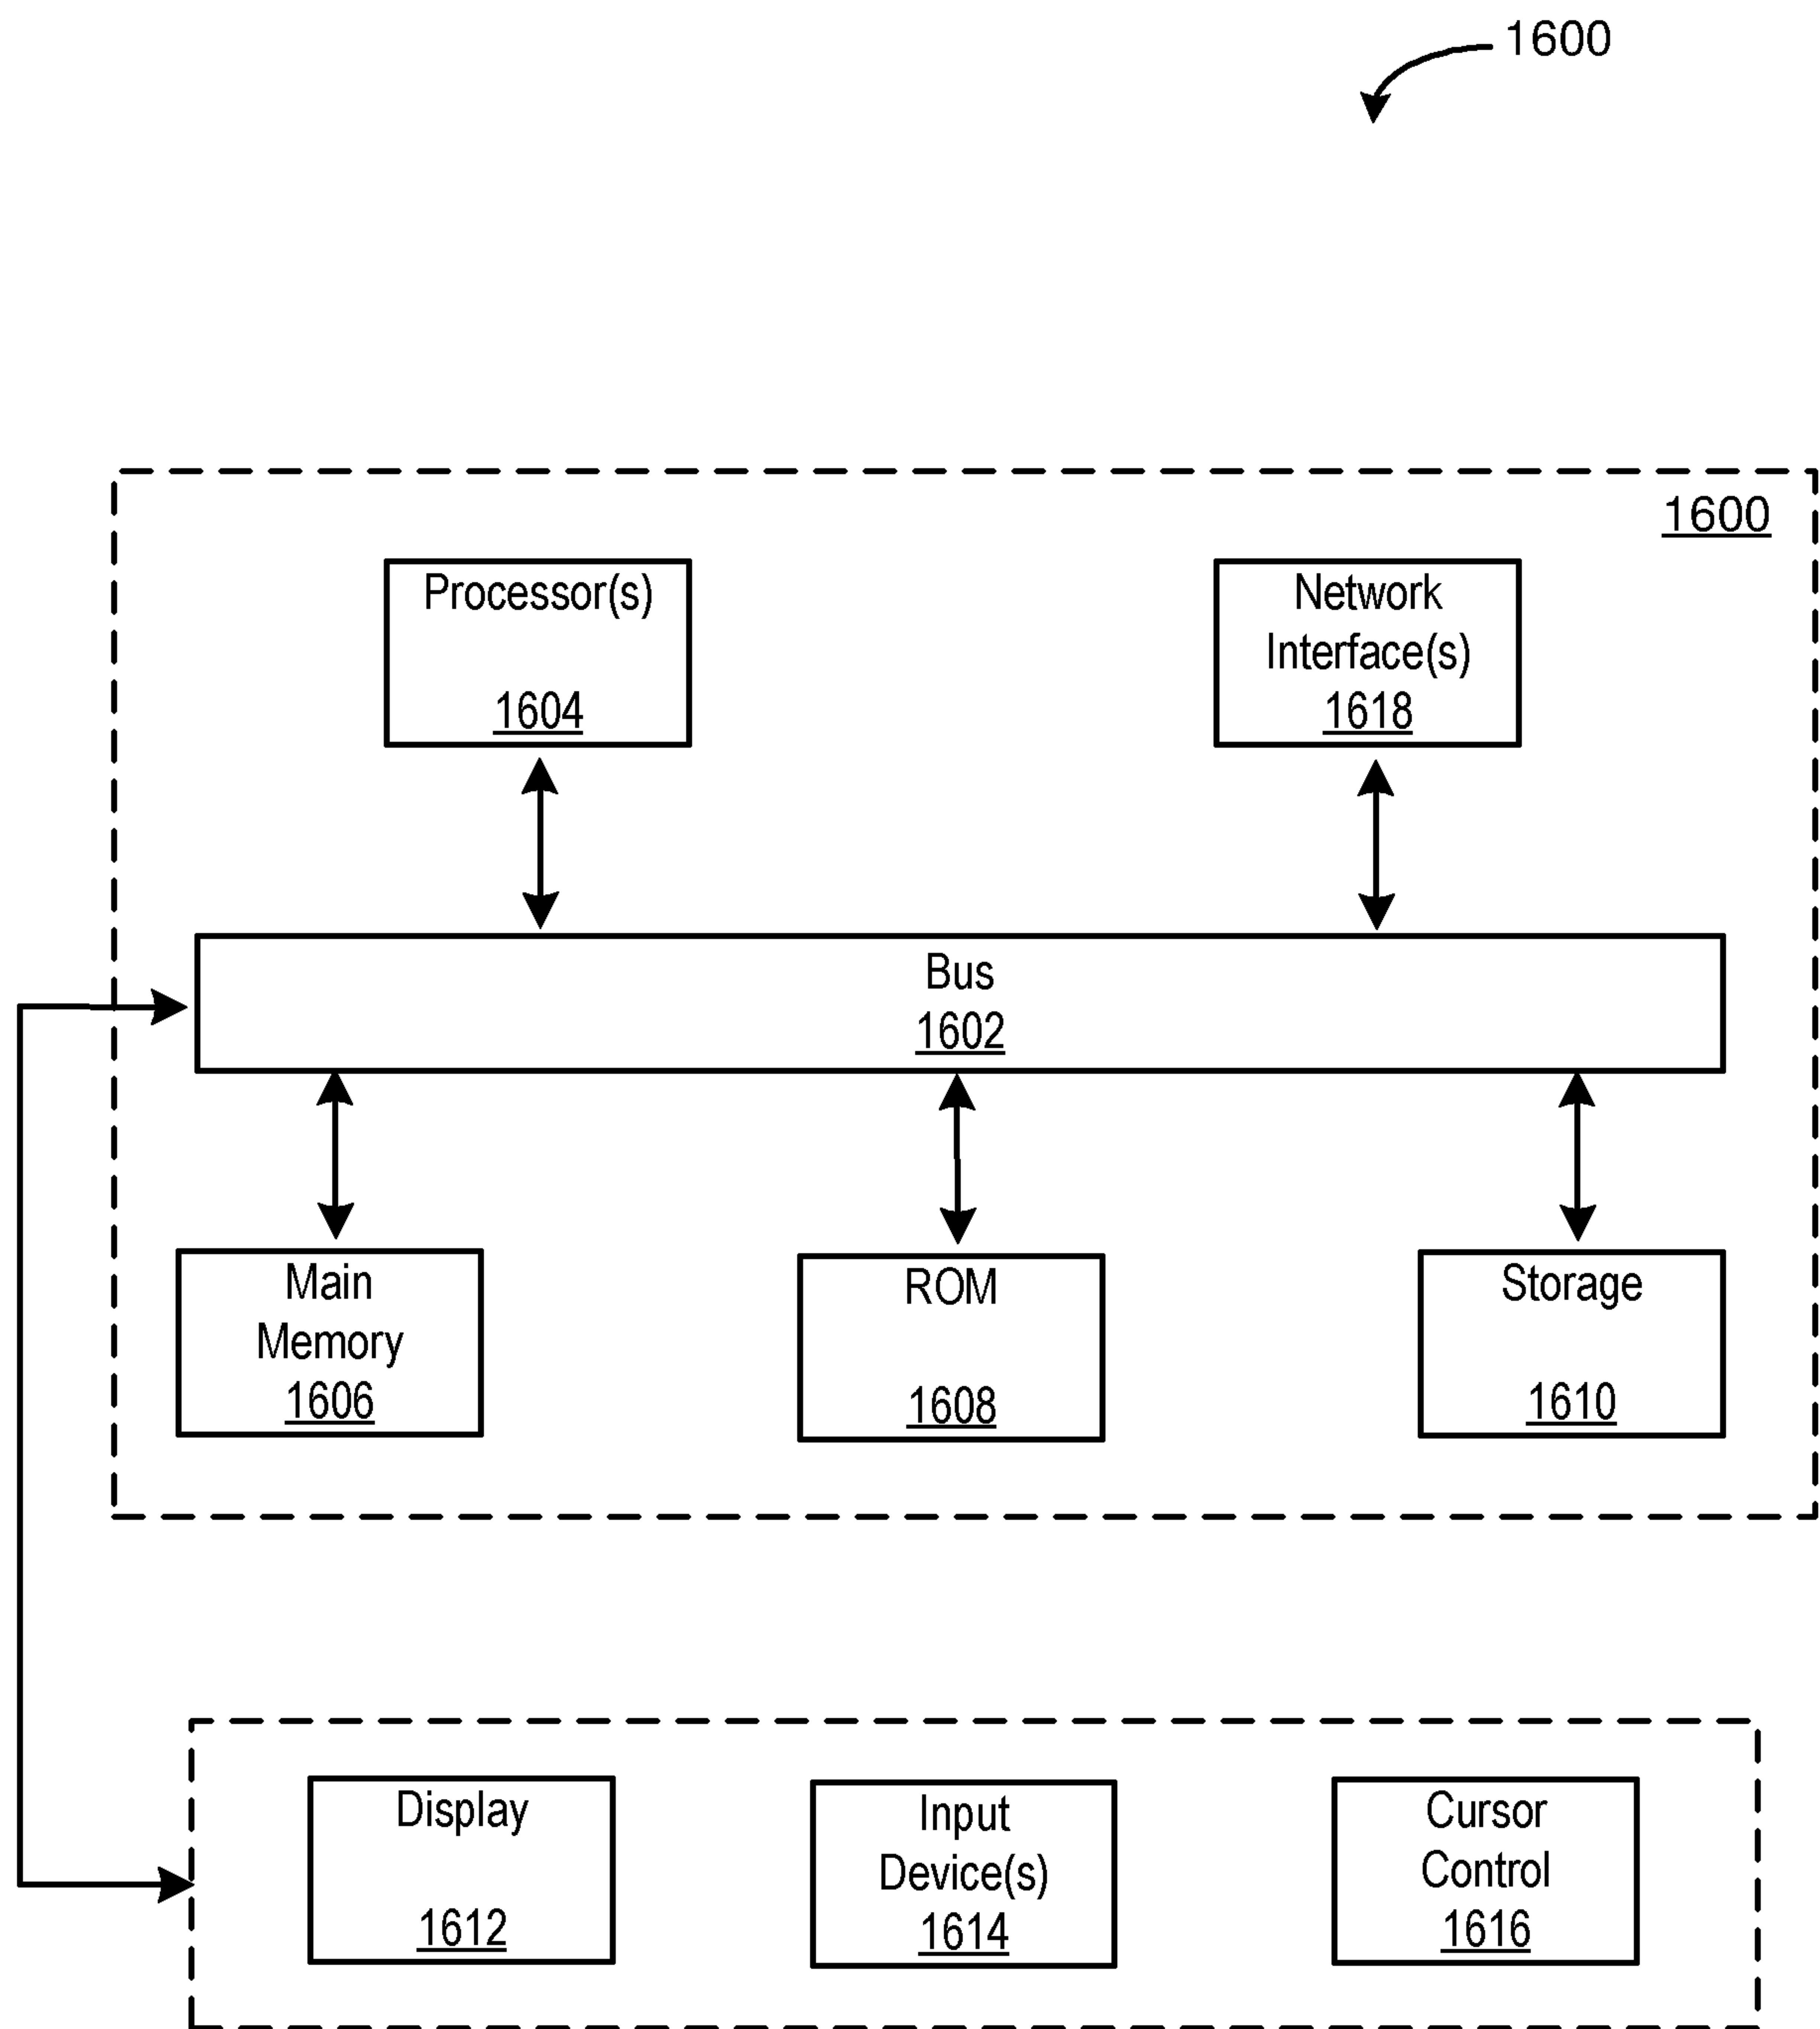 1600
1600
Processor(s)
1604
Network
Interface(s)
1618
Bus
1602
Main
Memory
1606
ROM
1608
Storage
1610
Display
1612
Input
Device(s)
1614
Cursor
Control
1616